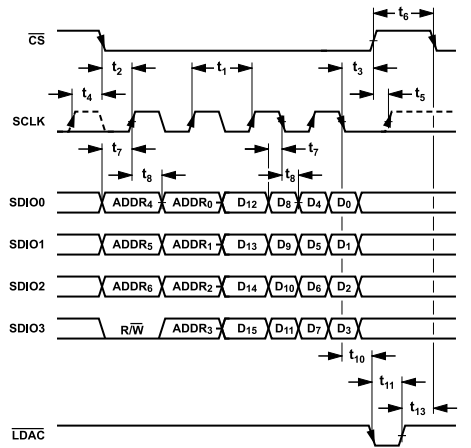 t6
CS
t2
t1
t3
t4
t5
SCLK
t7
t7
t8
t8
SDIO0 ADDR4 ADDR0 D12 D8 D4 D0
SDIO1 ADDR5 ADDR1 D13 D9 D5 D1
SDIO2 ADDR6 ADDR2 D14 D10 D6 D2
SDIO3 R/W ADDR3 D15 D11 D7 D3
t10
t11
t13
LDAC